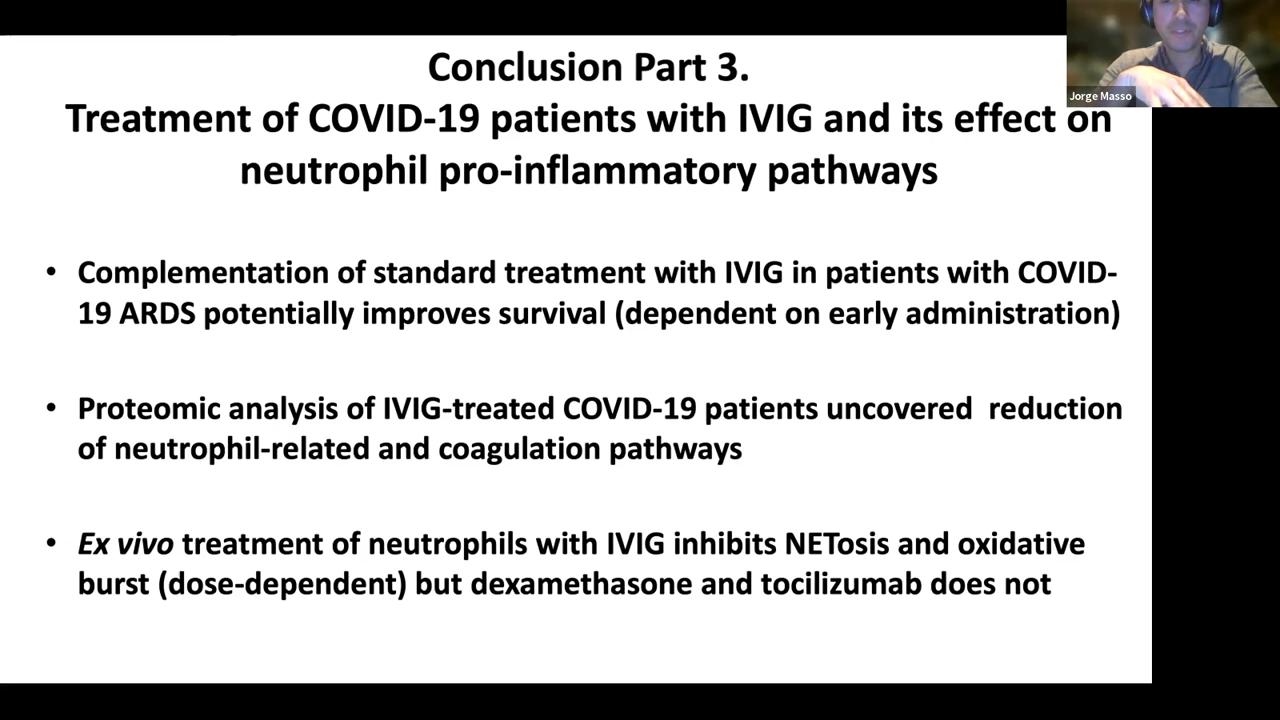 Conclusion Part 3.
Jorge Masso
Treatment of COVID-19 patients with IVIG and its effect on
neutrophil pro-inflammatory pathways
• Complementation of standard treatment with IVIG in patients with COVID-
19 ARDS potentially improves survival (dependent on early administration)
• Proteomic analysis of IVIG-treated COVID-19 patients uncovered  reduction
of neutrophil-related and coagulation pathways
• Ex vivo treatment of neutrophils with IVIG inhibits NETosis and oxidative
burst (dose-dependent) but dexamethasone and tocilizumab does not